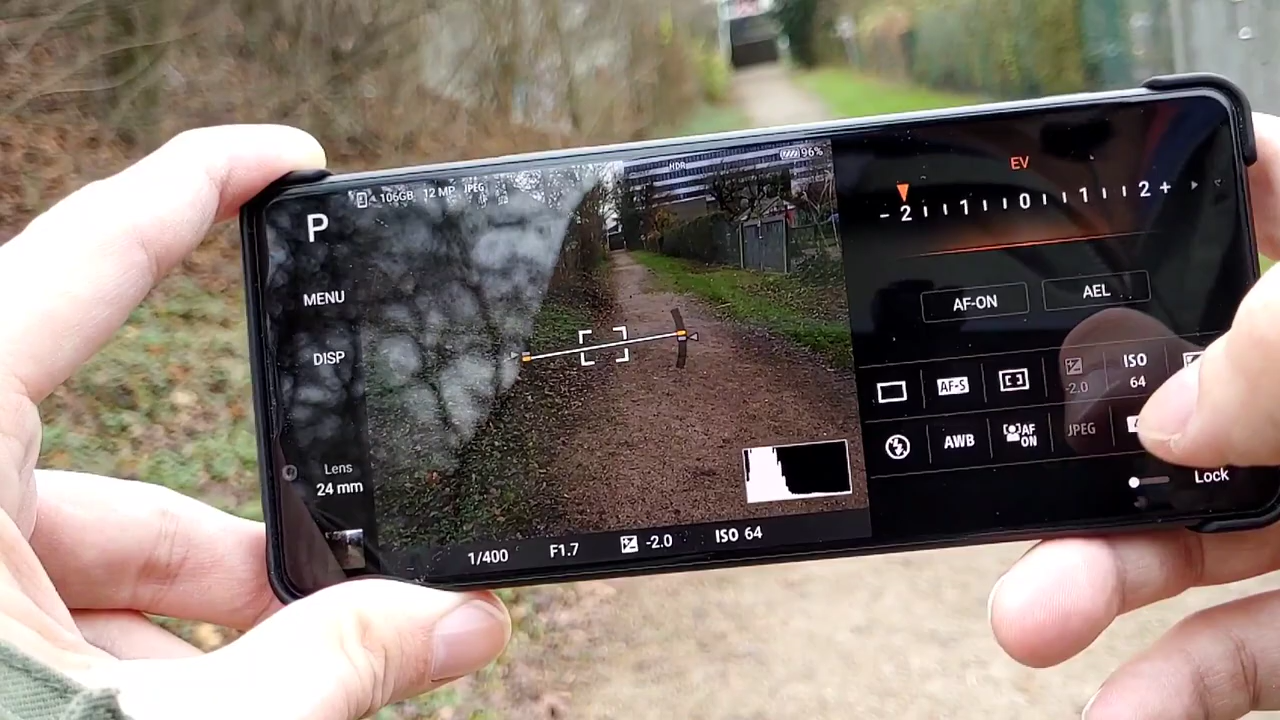 106GB 12 MP JPEG
HDR
96%
P
MENU
DISP
Lens
24 mm
1/400 F1.7 -2.0 ISO 64
EV
- 2 1 0 1 2 +
AF-ON AEL
AF-S
-2.0
ISO
64
AWB
AF
ON
JPEG
Lock